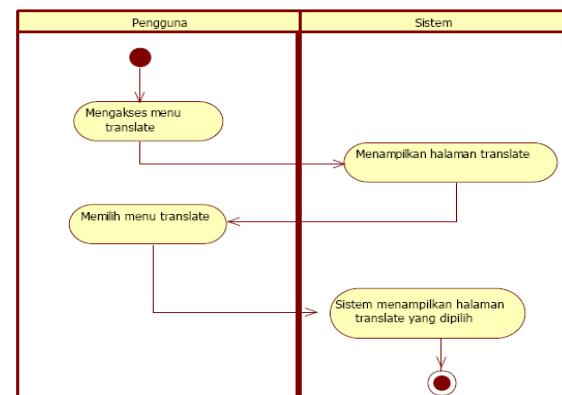 Pengguna
Sistem
Mengakses menu
translate
Menampilkan halaman translate
Memilih menu translate
Sistem menampilkan halaman
translate yang dipilih